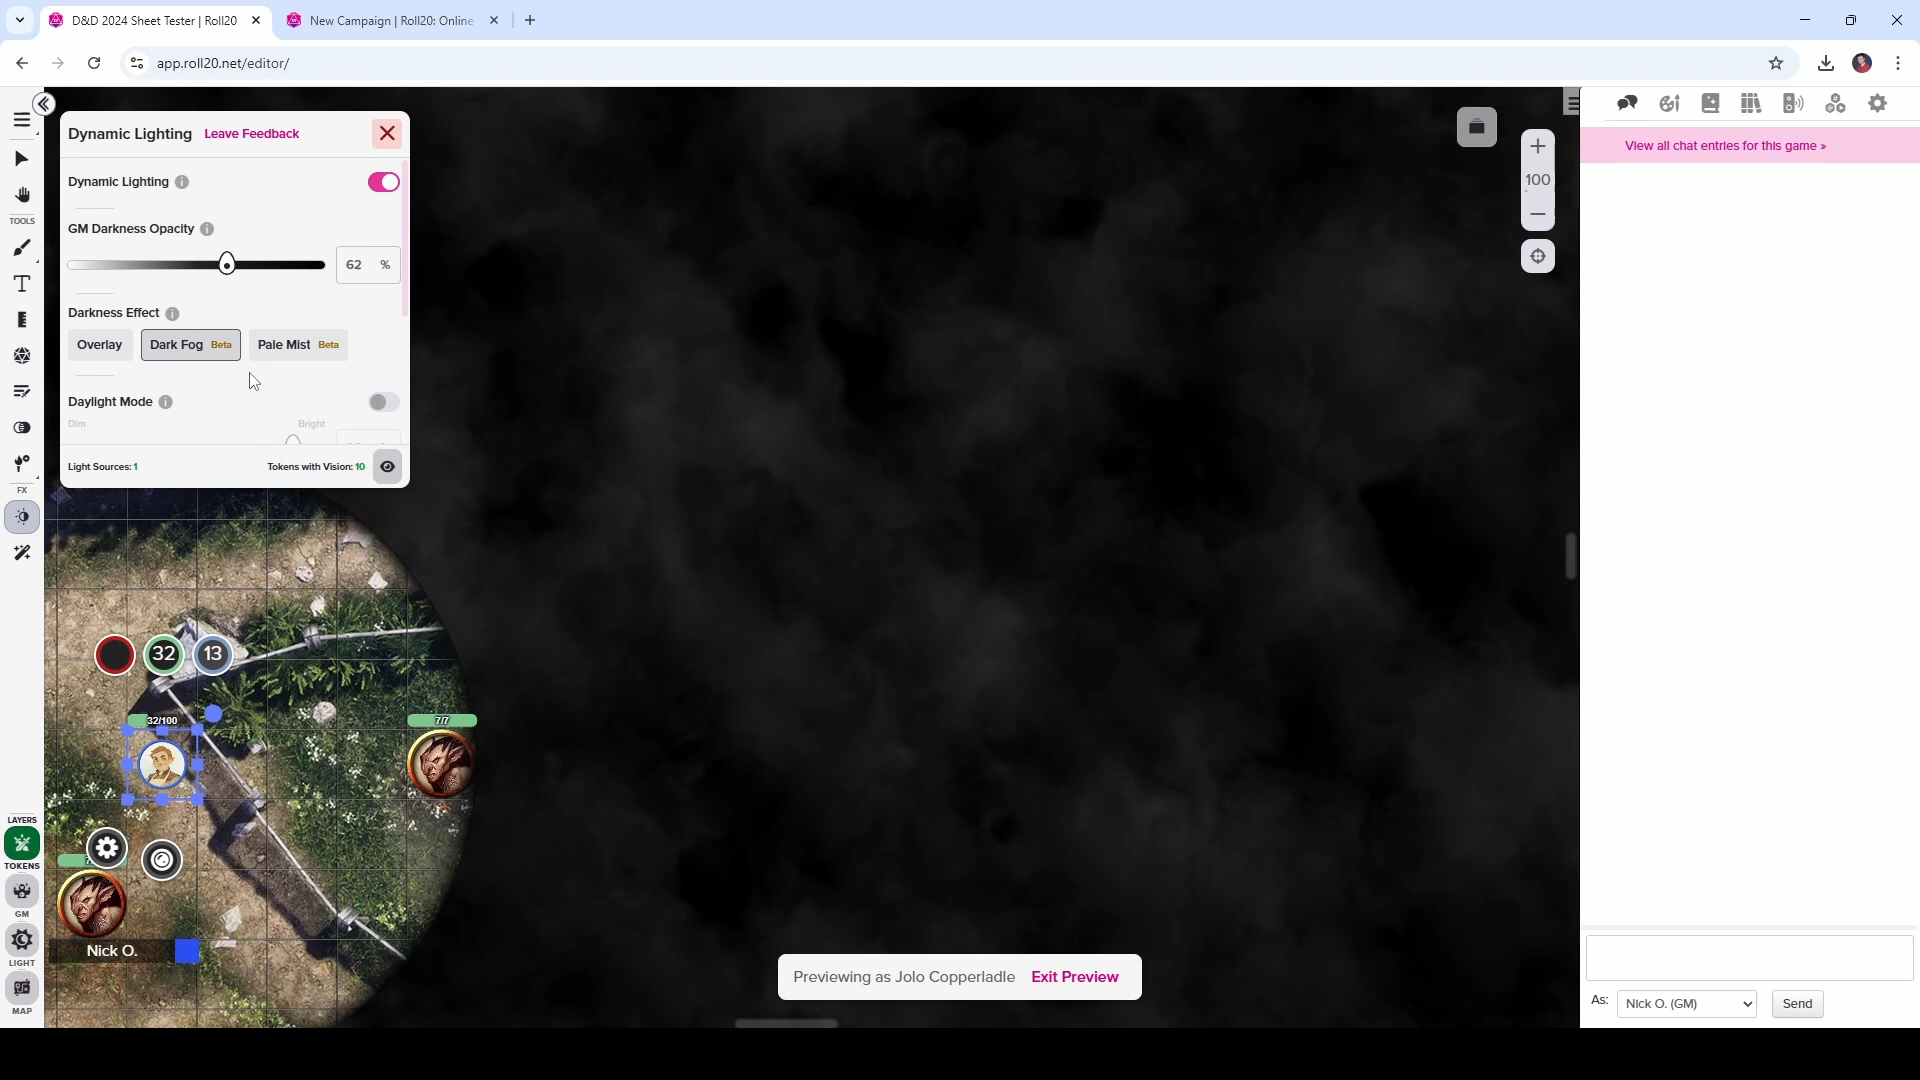 D&D 2024 Sheet Tester | Roll20
New Campaign | Roll20: Online
app.roll20.net/editor/
Dynamic Lighting Leave Feedback
Dynamic Lighting
GM Darkness Opacity
62 %
Darkness Effect
Overlay Dark Fog Beta Pale Mist Beta
Daylight Mode
Dim Bright
Light Sources: 1 Tokens with Vision: 10
TOOLS
FX
LAYERS
TOKENS
GM
LIGHT
MAP
100
View all chat entries for this game »
32 13
32/100
7/7
Nick O.
Previewing as Jolo Copperladle Exit Preview
As: Nick O. (GM) Send